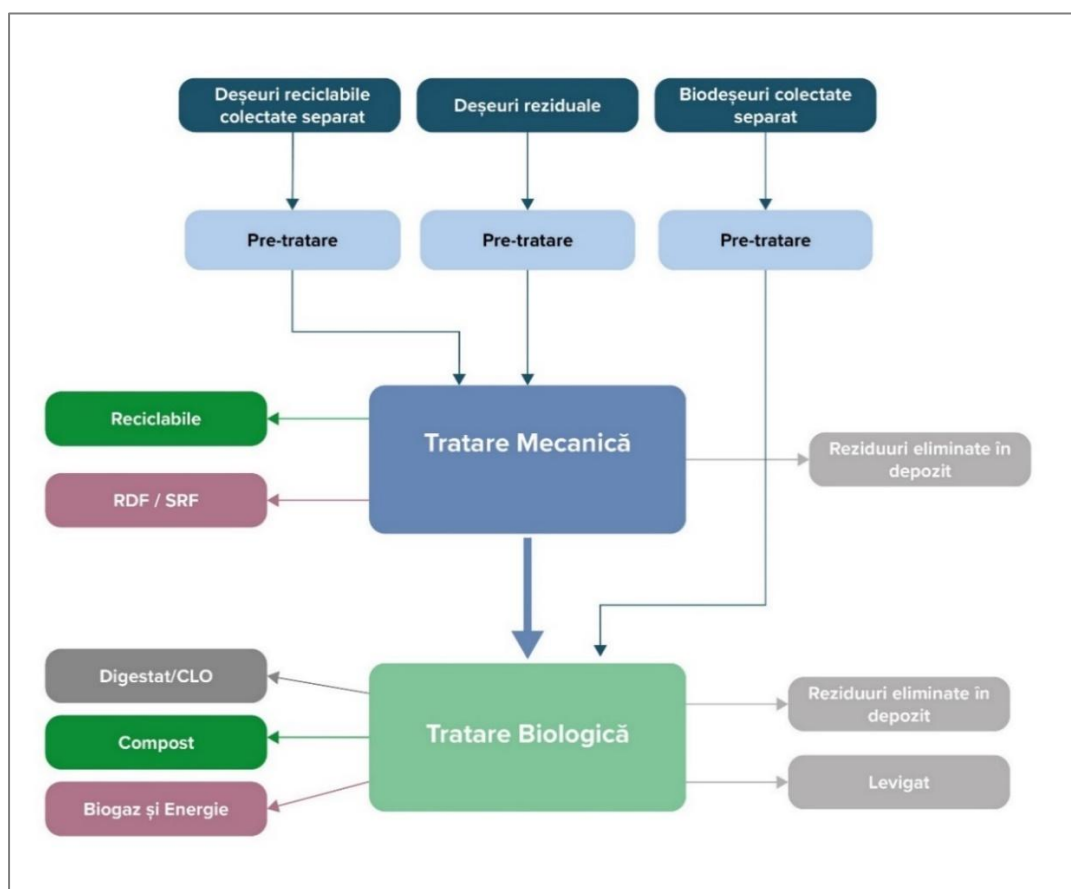 Deșeuri reciclabile
colectate separat
Deșeuri reziduale
Biodeșeuri colectate
separat
Pre-tratare
Pre-tratare
Pre-tratare
Reciclabile
RDF / SRF
Tratare Mecanică
Reziduuri eliminate în
depozit
Digestat/CLO
Compost
Biogaz și Energie
Tratare Biologică
Reziduuri eliminate în
depozit
Levigat